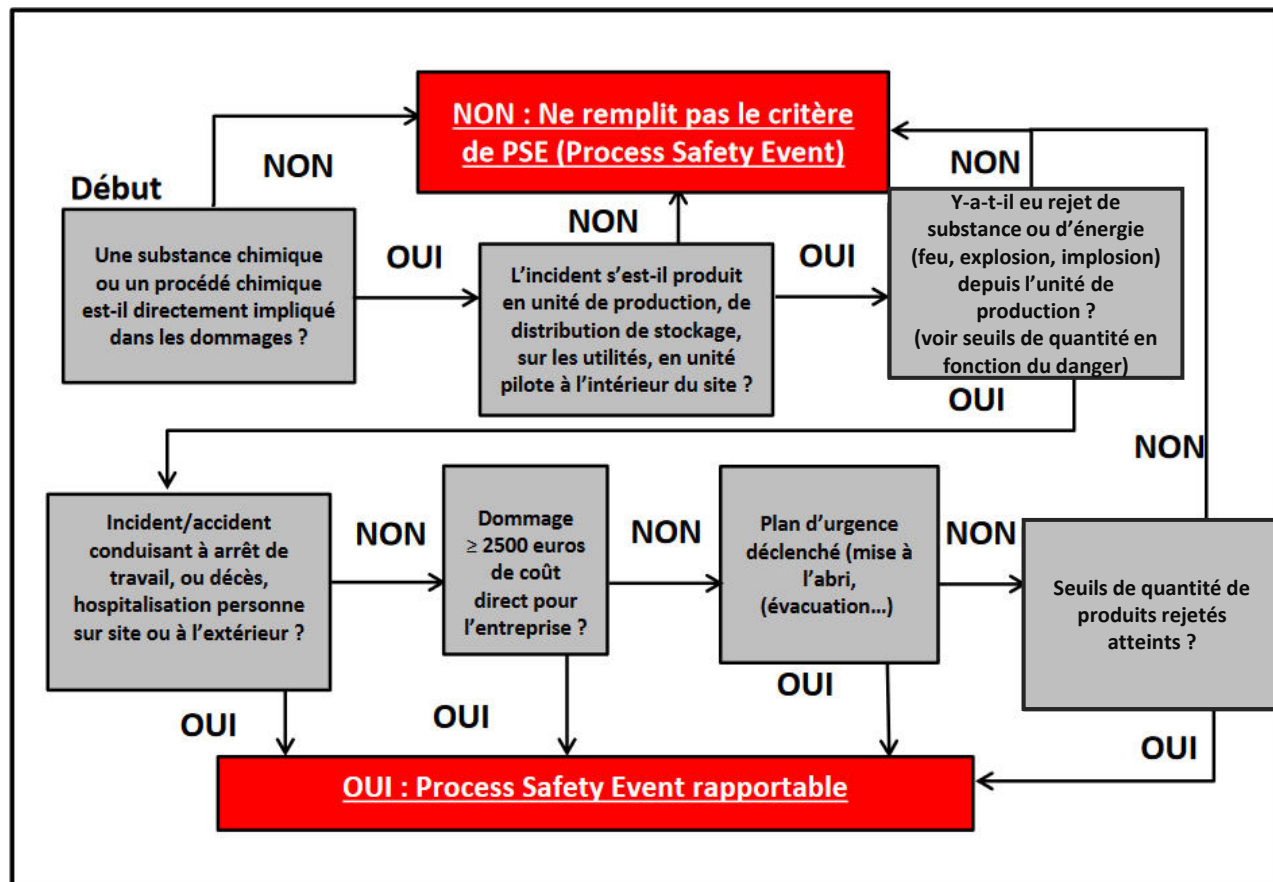 NON : Ne remplit pas le critère
de PSE (Process Safety Event)
Début
NON
Une substance chimique
ou un procédé chimique
est-il directement impliqué
dans les dommages ?
OUI
NON
L’incident s’est-il produit
en unité de production, de
distribution de stockage,
sur les utilités, en unité
pilote à l’intérieur du site ?
OUI
NON
Y-a-t-il eu rejet de
substance ou d’énergie
(feu, explosion, implosion)
depuis l’unité de
production ?
(voir seuils de quantité en
fonction du danger)
OUI
NON
Incident/accident
conduisant à arrêt de
travail, ou décès,
hospitalisation personne
sur site ou à l’extérieur ?
NON
OUI
Dommage
≥ 2500 euros
de coût
direct pour
l’entreprise ?
NON
OUI
Plan d’urgence
déclenché (mise à
l’abri,
(évacuation...)
NON
OUI
Seuils de quantité de
produits rejetés
atteints ?
OUI
OUI : Process Safety Event rapportable